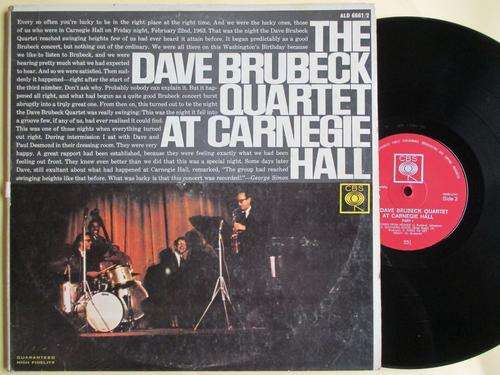 ALD 6661/2
Every so often you're lucky to be in the right place at the right time. And we were the lucky ones, those
of us who were in Carnegie Hall on Friday night, February 22nd, 1963. That was the night the Dave Brubeck
Quartet reached swinging heights few of us had ever heard it attain before. It began predictably as a good
Brubeck concert, but nothing out of the ordinary. We were all there on this Washington's Birthday because
we like to listen to Brubeck, and we were
hearing pretty much what we had expected
to hear. And so we were satisfied. Then sud-
denly it happened—right after the start of
the third number. Don't ask why. Probably nobody can explain it. But it hap-
pened all right, and what had begun as quite a good Brubeck concert burst
abruptly into a truly great one. From then on, this turned out to be the night
the Dave Brubeck Quartet was really swinging: This was the night it fell into
a groove few, if any of us, had ever realized it could find.
This was one of those nights when everything turned
out right. During intermission I sat with Dave and
Paul Desmond in their dressing room. They were very
happy. A great rapport had been established, because they were feeling exactly what we had been
feeling out front. They knew even better than we did that this was a special night. Some days later
Dave, still exultant about what had happened at Carnegie Hall, remarked, "The group had reached
swinging heights like that before. What was lucky is that this concert was recorded!"—George Simon
THE
DAVE BRUBECK
QUARTET
AT CARNEGIE
HALL
CBS
GUARANTEED
HIGH FIDELITY
CBS
Side 2
DAVE BRUBECK QUARTET
AT CARNEGIE HALL
33⅓